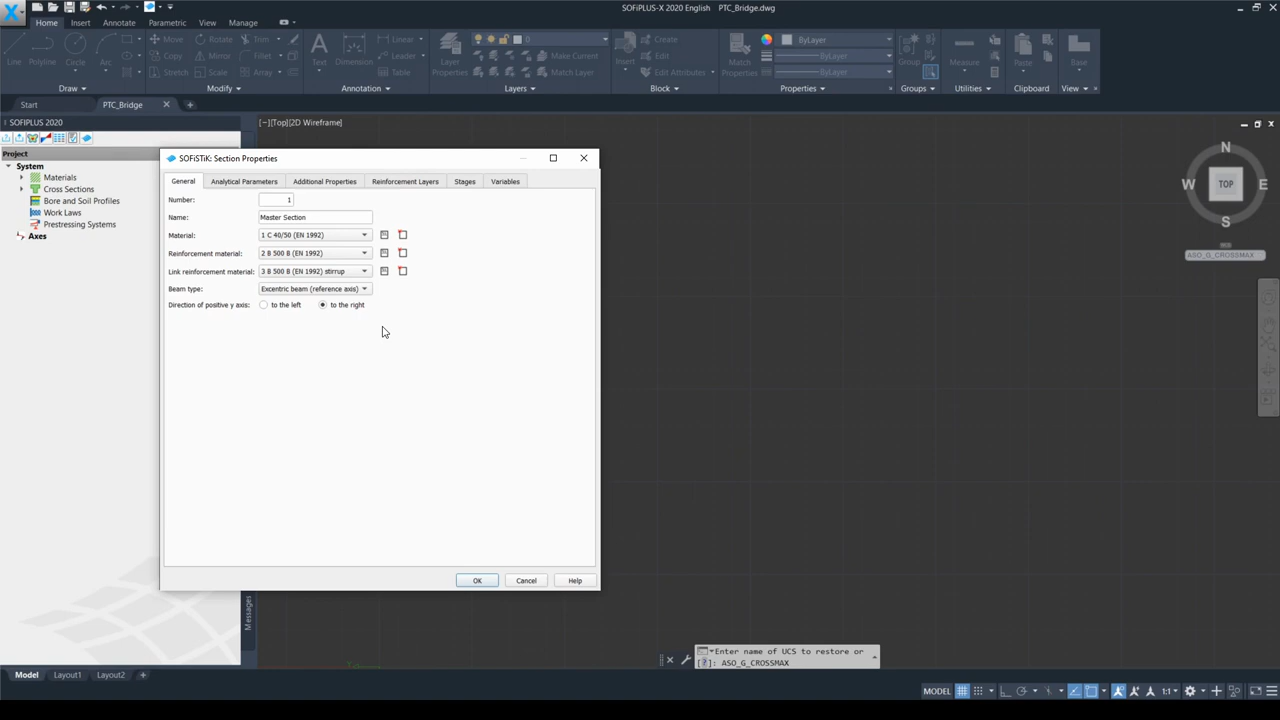 SOFiPLUS-X 2020 English PTC_Bridge.dwg
Home Insert Annotate Parametric View Manage
Line Polyline Circle Arc Move Rotate Trim Text Dimension Linear Layer Properties 0 Insert Create Match Properties ByLayer Group Measure Paste Base
Copy Mirror Fillet Leader Make Current Edit ByLayer
Stretch Scale Array Table Match Layer Edit Attributes ByLayer
Draw Modify Annotation Layers Block Properties Groups Utilities Clipboard View
Start PTC_Bridge
SOFiPLUS 2020
[−][Top][2D Wireframe]
Project
System
Materials
Cross Sections
Bore and Soil Profiles
Work Laws
Prestressing Systems
Axes
SOFiSTiK: Section Properties
General Analytical Parameters Additional Properties Reinforcement Layers Stages Variables
Number: 1
Name: Master Section
Material: 1 C 40/50 (EN 1992)
Reinforcement material: 2 B 500 B (EN 1992)
Link reinforcement material: 3 B 500 B (EN 1992) stirrup
Beam type: Excentric beam (reference axis)
Direction of positive y axis: to the left to the right
OK Cancel Help
N
W TOP E
S
ASO_G_CROSSMAX
Messages
Enter name of UCS to restore or
[?]: ASO_G_CROSSMAX
Model Layout1 Layout2
MODEL 1:1